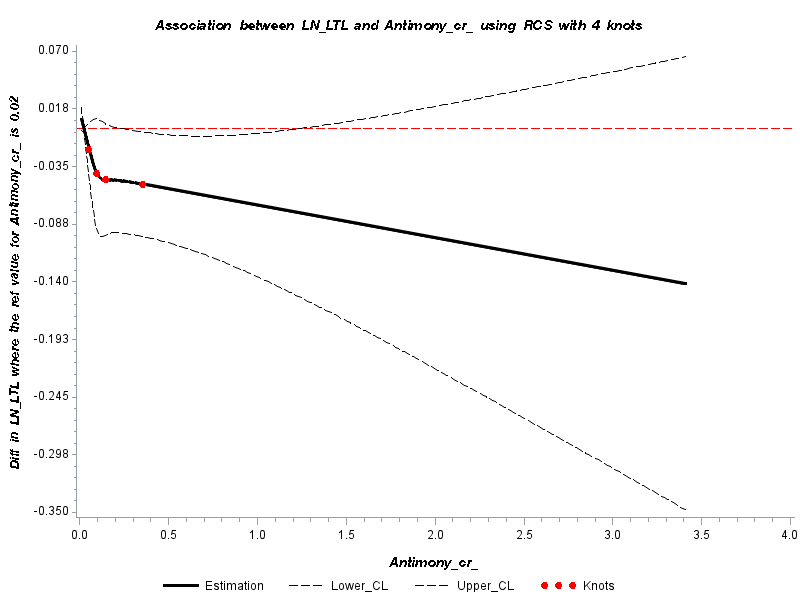 Association between LN_LTL and Antimony_cr_ using RCS with 4 knots
Diff in LN_LTL where the ref value for Antimony_cr_ is 0.02
0.070
0.018
-0.035
-0.088
-0.140
-0.193
-0.245
-0.298
-0.350
0.0 0.5 1.0 1.5 2.0 2.5 3.0 3.5 4.0
Antimony_cr_
Estimation Lower_CL Upper_CL Knots